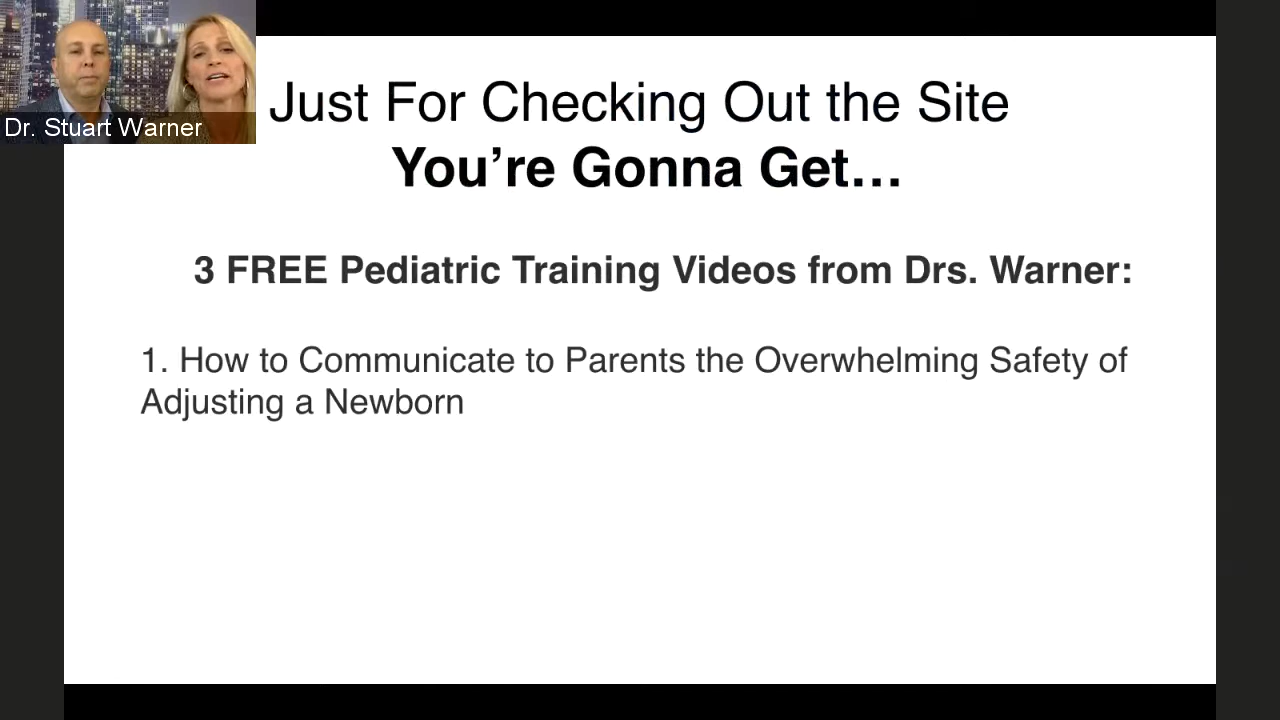 Just For Checking Out the Site
You’re Gonna Get…
Dr. Stuart Warner
3 FREE Pediatric Training Videos from Drs. Warner:
1. How to Communicate to Parents the Overwhelming Safety of
Adjusting a Newborn